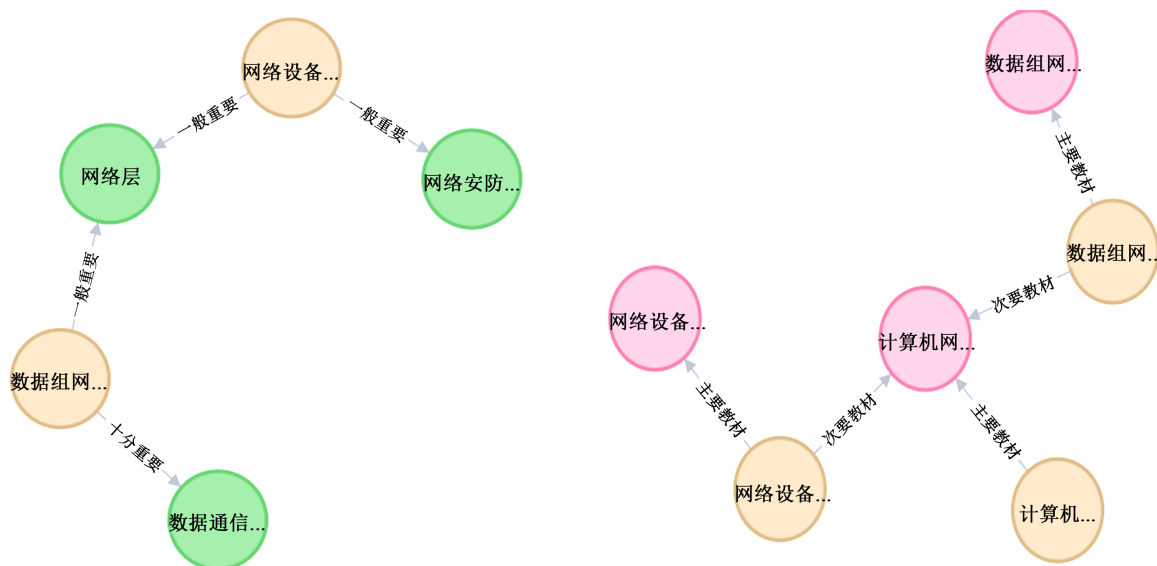 网络设备...
一般重要
一般重要
网络层
网络安防...
一般重要
数据组网...
十分重要
数据通信...
数据组网...
主要教材
数据组网...
次要教材
网络设备...
计算机网...
主要教材
次要教材
主要教材
网络设备...
计算机...